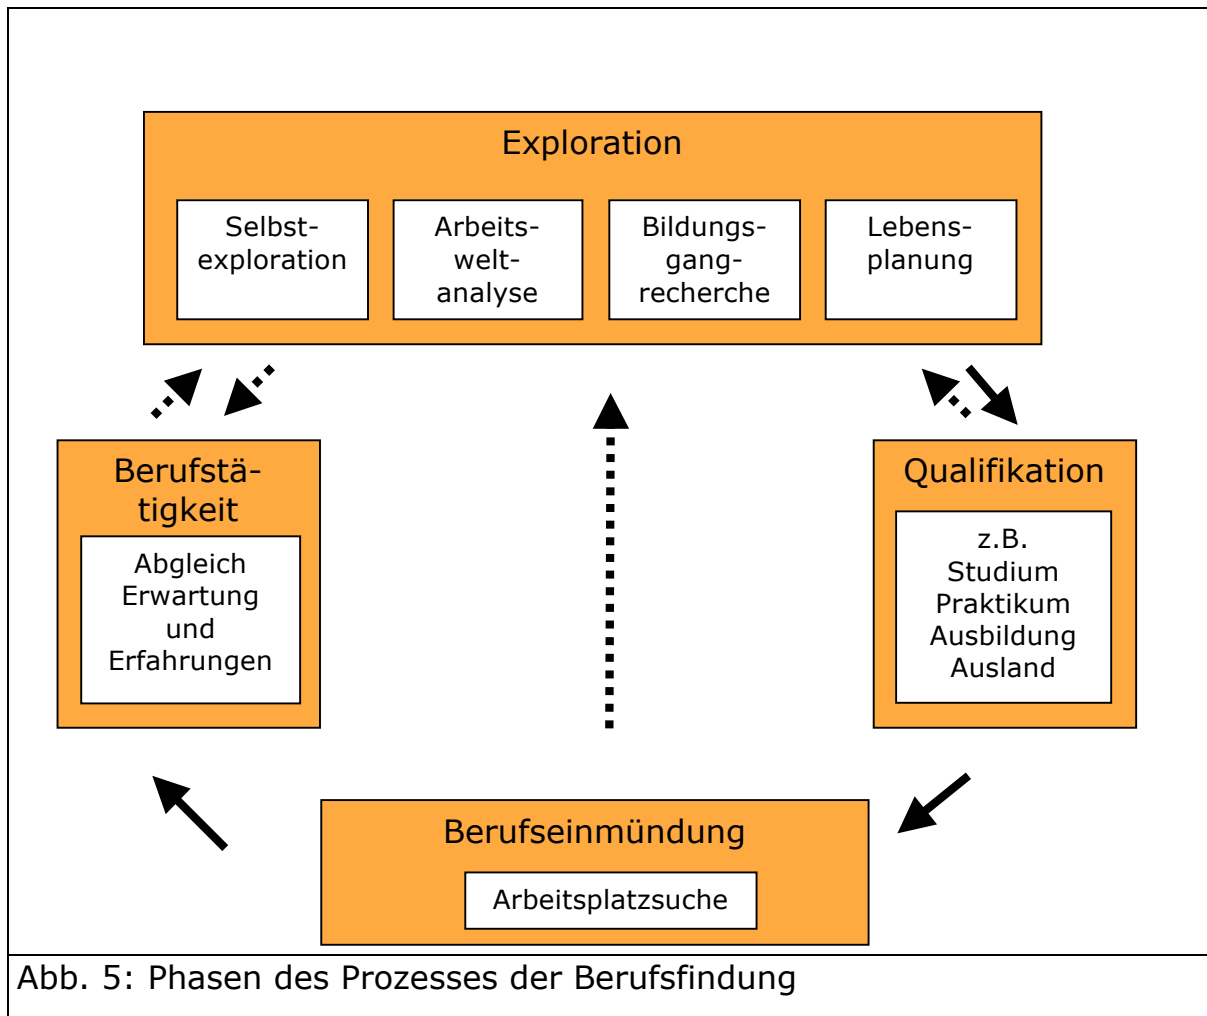 Exploration
Selbst-
exploration
Arbeits-
welt-
analyse
Bildungs-
gang-
recherche
Lebens-
planung
Berufstä-
tigkeit
Abgleich
Erwartung
und
Erfahrungen
Qualifikation
z.B.
Studium
Praktikum
Ausbildung
Ausland
Berufseinmündung
Arbeitsplatzsuche
Abb. 5: Phasen des Prozesses der Berufsfindung